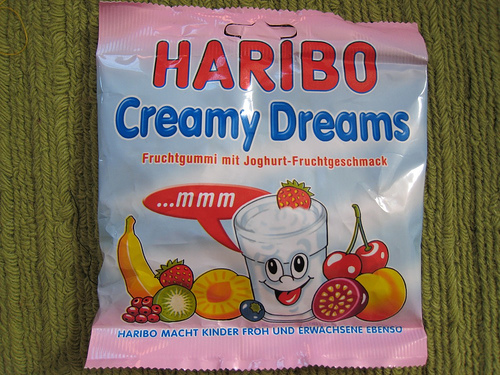 HARIBO
Creamy Dreams
Fruchtgummi mit Joghurt-Fruchtgeschmack
...mmm
HARIBO MACHT KINDER FROH UND ERWACHSENE EBENSO